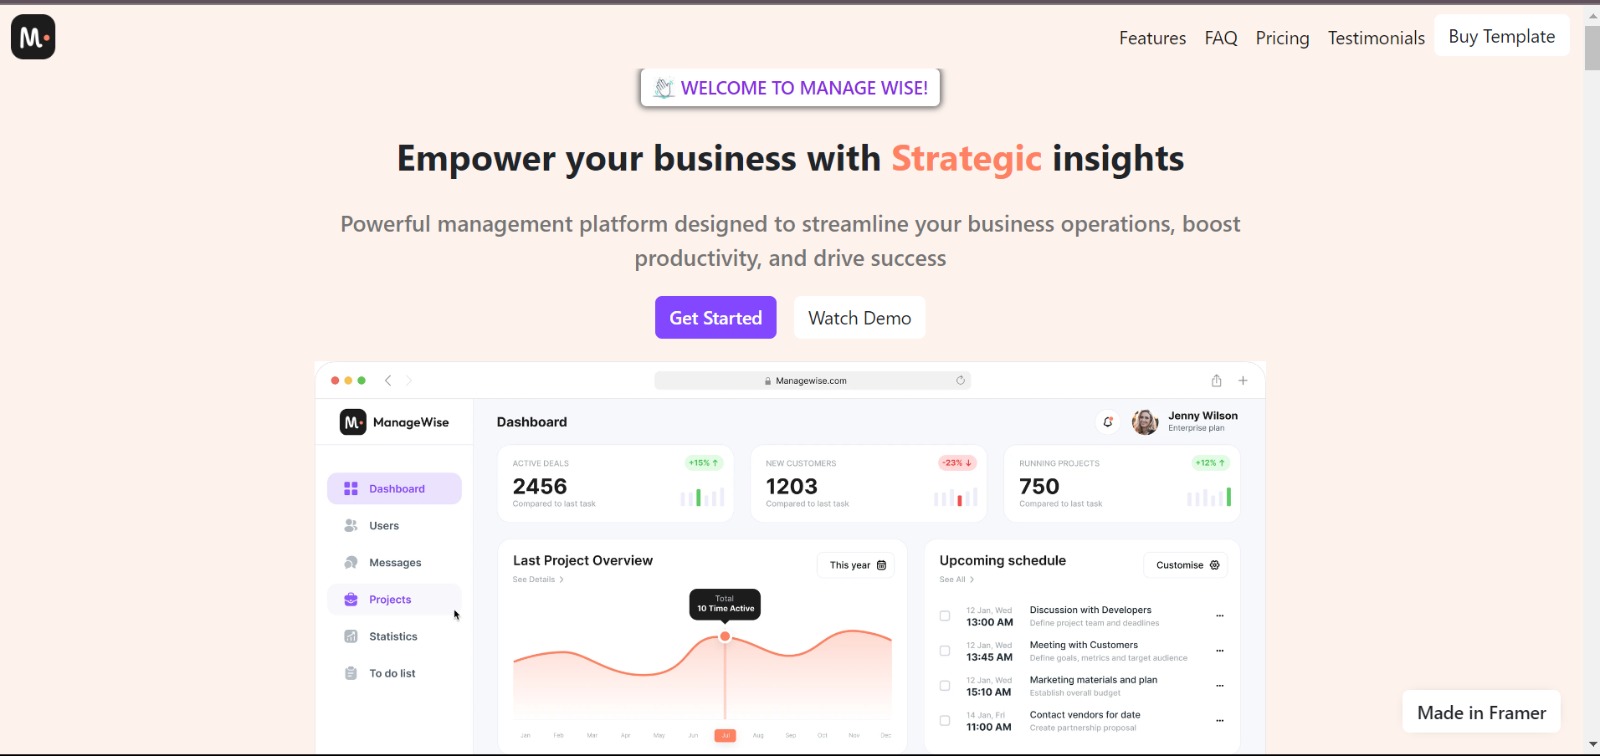 M.
Features FAQ Pricing Testimonials Buy Template
WELCOME TO MANAGE WISE!
Empower your business with Strategic insights
Powerful management platform designed to streamline your business operations, boost
productivity, and drive success
Get Started Watch Demo
Managewise.com
M. ManageWise
Dashboard
Jenny Wilson
Enterprise plan
Dashboard
Users
Messages
Projects
Statistics
To do list
ACTIVE DEALS +15% ↑
2456
Compared to last task
NEW CUSTOMERS -23% ↓
1203
Compared to last task
RUNNING PROJECTS +12% ↑
750
Compared to last task
Last Project Overview
This year
See Details >
Total
10 Time Active
Jan Feb Mar Apr May Jun Jul Aug Sep Oct Nov Dec
Upcoming schedule
Customise
See All >
12 Jan, Wed
13:00 AM
Discussion with Developers
Define project team and deadlines
12 Jan, Wed
13:45 AM
Meeting with Customers
Define goals, metrics and target audience
12 Jan, Wed
15:10 AM
Marketing materials and plan
Establish overall budget
14 Jan, Fri
11:00 AM
Contact vendors for date
Create partnership proposal
Made in Framer